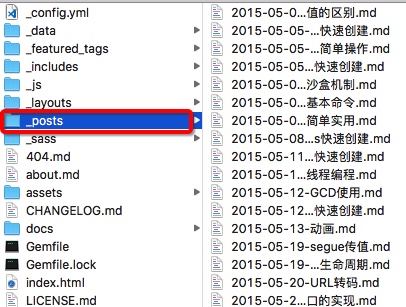 _config.yml
_data
_featured_tags
_includes
_js
_layouts
_posts
_sass
404.md
about.md
assets
CHANGELOG.md
docs
Gemfile
Gemfile.lock
index.html
LICENSE.md
2015-05-0...值的区别.md
2015-05-05-...快速创建.md
2015-05-05-...简单操作.md
2015-05-05...快速创建.md
2015-05-0...沙盒机制.md
2015-05-0...基本命令.md
2015-05-0...简单实用.md
2015-05-08...s快速创建.md
2015-05-11...快速创建.md
2015-05-1...线程编程.md
2015-05-12-GCD使用.md
2015-05-12...快速创建.md
2015-05-13-动画.md
2015-05-19-segue传值.md
2015-05-19-...生命周期.md
2015-05-20-URL转码.md
2015-05-2...口的实现.md